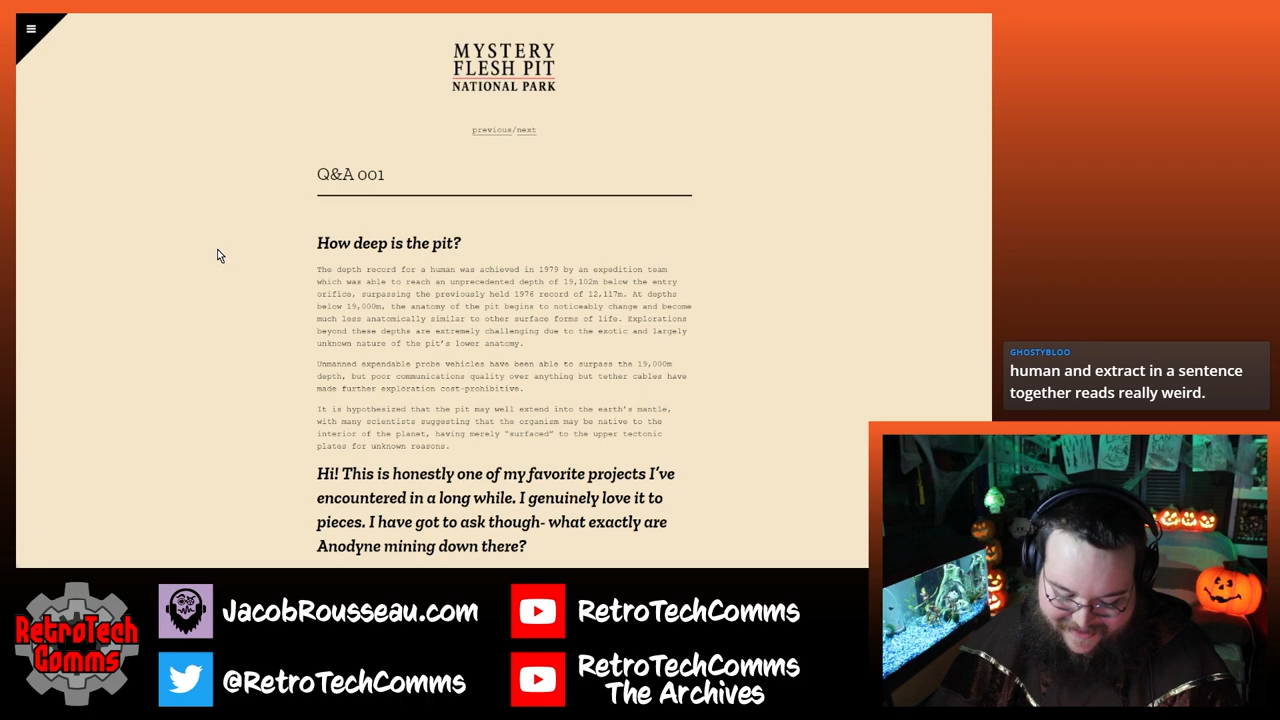 MYSTERY
FLESH PIT
NATIONAL PARK
previous/next
Q&A 001
How deep is the pit?
The depth record for a human was achieved in 1979 by an expedition team
which was able to reach an unprecedented depth of 19,102m below the entry
orifice, surpassing the previously held 1976 record of 12,117m. At depths
below 19,000m, the anatomy of the pit begins to noticeably change and become
much less anatomically similar to other surface forms of life. Explorations
beyond these depths are extremely challenging due to the exotic and largely
unknown nature of the pit's lower anatomy.
Unmanned expendable probe vehicles have been able to surpass the 19,000m
depth, but poor communications quality over anything but tether cables have
made further exploration cost-prohibitive.
It is hypothesized that the pit may well extend into the earth's mantle,
with many scientists suggesting that the organism may be native to the
interior of the planet, having merely "surfaced" to the upper tectonic
plates for unknown reasons.
Hi! This is honestly one of my favorite projects I've
encountered in a long while. I genuinely love it to
pieces. I have got to ask though- what exactly are
Anodyne mining down there?
GHOSTYBLOO
human and extract in a sentence
together reads really weird.
RetroTech
Comms
JacobRousseau.com
@RetroTechComms
RetroTechComms
RetroTechComms
The Archives